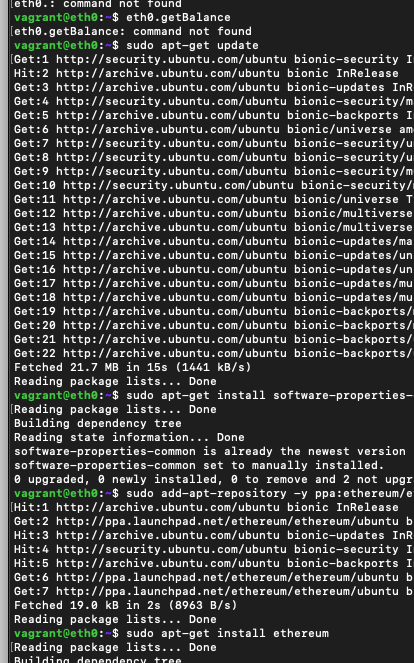 eth0.: command not found
vagrant@eth0:~$ eth0.getBalance
[eth0.getBalance: command not found
vagrant@eth0:~$ sudo apt-get update
[Get:1 http://security.ubuntu.com/ubuntu bionic-security I
Hit:2 http://archive.ubuntu.com/ubuntu bionic InRelease
Get:3 http://archive.ubuntu.com/ubuntu bionic-updates InR
Get:4 http://security.ubuntu.com/ubuntu bionic-security/m
Get:5 http://archive.ubuntu.com/ubuntu bionic-backports I
Get:6 http://archive.ubuntu.com/ubuntu bionic/universe am
Get:7 http://security.ubuntu.com/ubuntu bionic-security/u
Get:8 http://security.ubuntu.com/ubuntu bionic-security/u
Get:9 http://security.ubuntu.com/ubuntu bionic-security/m
Get:10 http://security.ubuntu.com/ubuntu bionic-security/
Get:11 http://archive.ubuntu.com/ubuntu bionic/universe T
Get:12 http://archive.ubuntu.com/ubuntu bionic/multiverse
Get:13 http://archive.ubuntu.com/ubuntu bionic/multiverse
Get:14 http://archive.ubuntu.com/ubuntu bionic-updates/ma
Get:15 http://archive.ubuntu.com/ubuntu bionic-updates/un
Get:16 http://archive.ubuntu.com/ubuntu bionic-updates/un
Get:17 http://archive.ubuntu.com/ubuntu bionic-updates/mu
Get:18 http://archive.ubuntu.com/ubuntu bionic-updates/mu
Get:19 http://archive.ubuntu.com/ubuntu bionic-backports/
Get:20 http://archive.ubuntu.com/ubuntu bionic-backports/
Get:21 http://archive.ubuntu.com/ubuntu bionic-backports/
Get:22 http://archive.ubuntu.com/ubuntu bionic-backports/
Fetched 21.7 MB in 15s (1441 kB/s)
Reading package lists... Done
vagrant@eth0:~$ sudo apt-get install software-properties-
[Reading package lists... Done
Building dependency tree
Reading state information... Done
software-properties-common is already the newest version
software-properties-common set to manually installed.
0 upgraded, 0 newly installed, 0 to remove and 2 not upgr
vagrant@eth0:~$ sudo add-apt-repository -y ppa:ethereum/e
[Hit:1 http://archive.ubuntu.com/ubuntu bionic InRelease
Get:2 http://ppa.launchpad.net/ethereum/ethereum/ubuntu b
Hit:3 http://archive.ubuntu.com/ubuntu bionic-updates InR
Hit:4 http://security.ubuntu.com/ubuntu bionic-security I
Hit:5 http://archive.ubuntu.com/ubuntu bionic-backports I
Get:6 http://ppa.launchpad.net/ethereum/ethereum/ubuntu b
Get:7 http://ppa.launchpad.net/ethereum/ethereum/ubuntu b
Fetched 19.0 kB in 2s (8963 B/s)
Reading package lists... Done
vagrant@eth0:~$ sudo apt-get install ethereum
[Reading package lists... Done
Building dependency tree